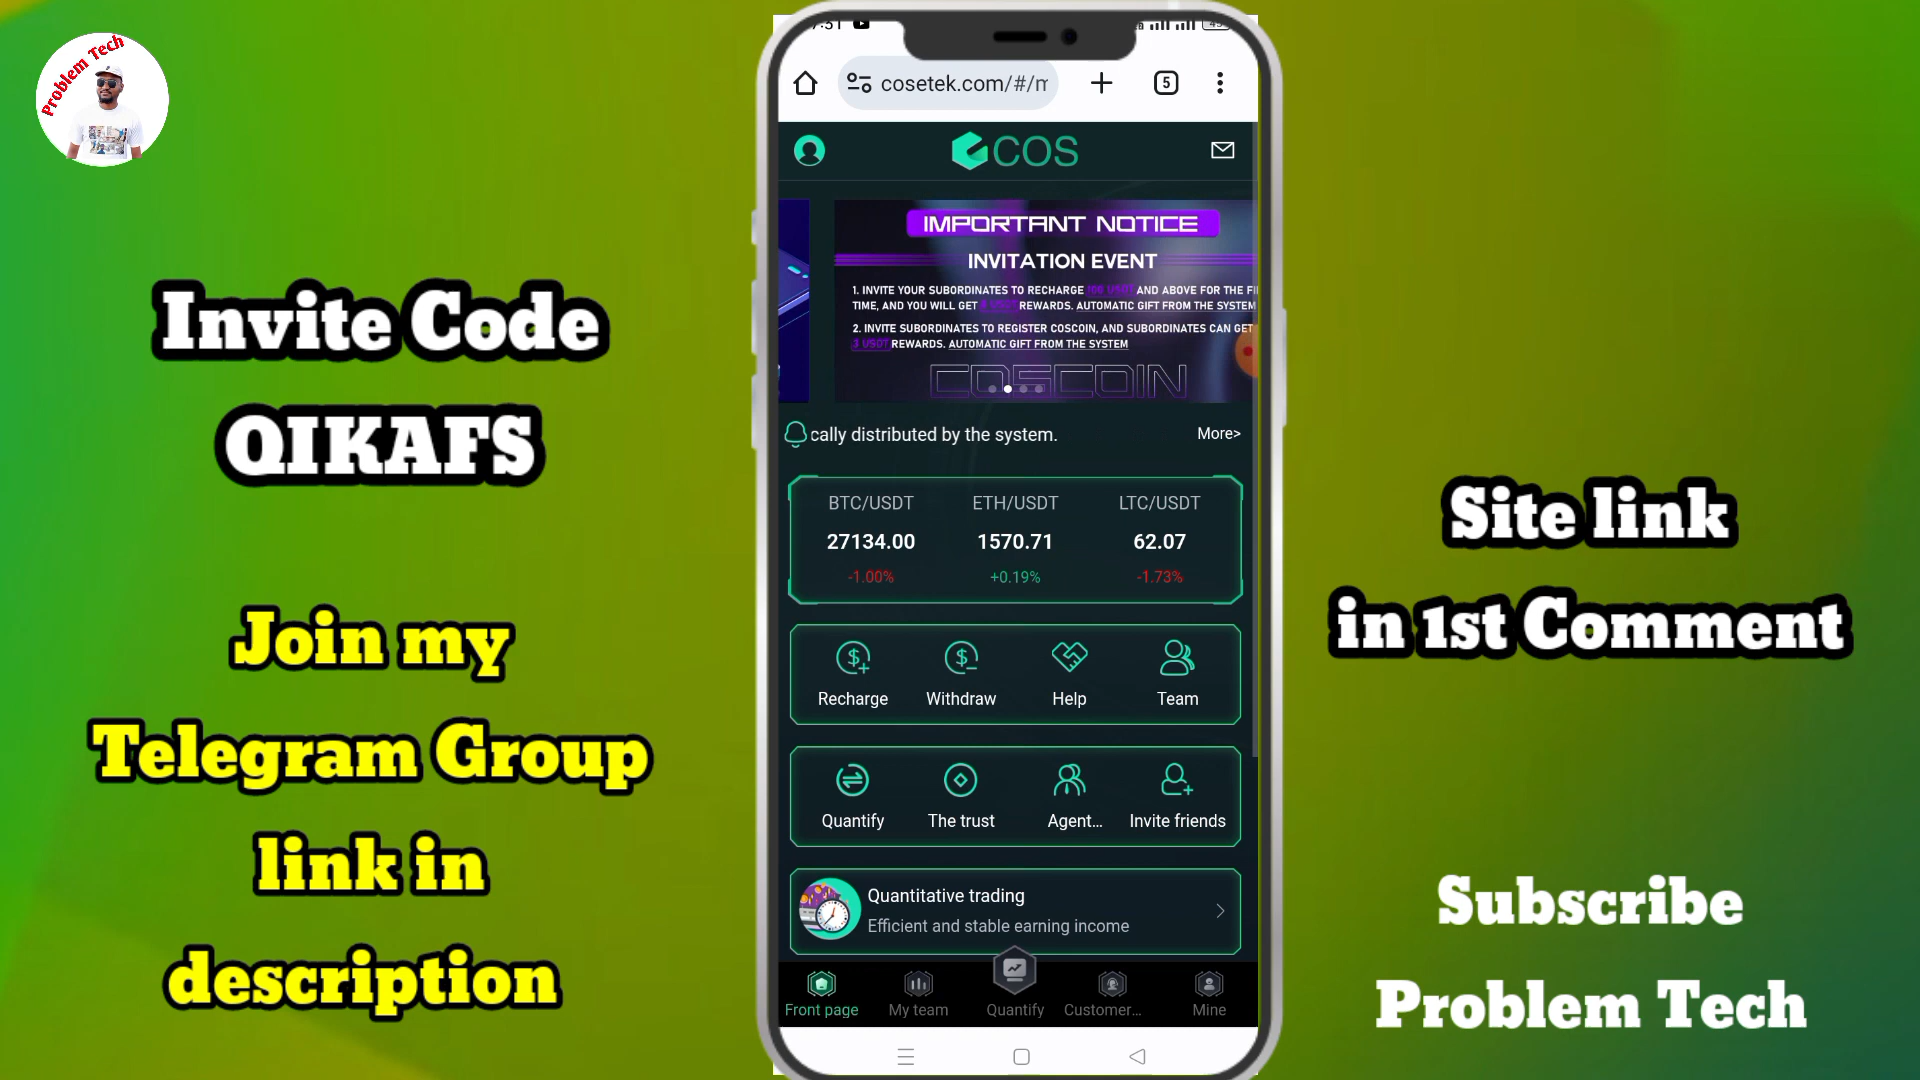 Problem Tech
Invite Code
QIKAFS
Join my
Telegram Group
link in
description
5
cosetek.com/#/m
COS
IMPORTANT NOTICE
INVITATION EVENT
1. INVITE YOUR SUBORDINATES TO RECHARGE 100 USDT AND ABOVE FOR THE FI
TIME, AND YOU WILL GET USDT REWARDS. AUTOMATIC GIFT FROM THE SYSTEM
2. INVITE SUBORDINATES TO REGISTER COSCOIN, AND SUBORDINATES CAN GET
3 USDT REWARDS. AUTOMATIC GIFT FROM THE SYSTEM
COSCOIN
cally distributed by the system.
More>
BTC/USDT ETH/USDT LTC/USDT
27134.00 1570.71 62.07
-1.00% +0.19% -1.73%
Recharge Withdraw Help Team
Quantify The trust Agent... Invite friends
Quantitative trading
Efficient and stable earning income
Front page My team Quantify Customer... Mine
Site link
in 1st Comment
Subscribe
Problem Tech